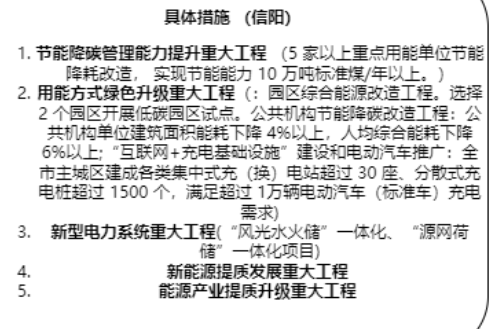 具体措施 （信阳）
1. 节能降碳管理能力提升重大工程 （5 家以上重点用能单位节能
降耗改造， 实现节能能力 10 万吨标准煤/年以上。）
2. 用能方式绿色升级重大工程（: 园区综合能源改造工程。选择
2 个园区开展低碳园区试点。公共机构节能降碳改造工程：公
共机构单位建筑面积能耗下降 4%以上，人均综合能耗下降
6%以上;“互联网+充电基础设施”建设和电动汽车推广：全
市主域区建成各类集中式充（换）电站超过 30 座、分散式充
电桩超过 1500 个，满足超过 1万辆电动汽车（标准车）充电
需求)
3. 新型电力系统重大工程(“风光水火储”一体化、“源网荷
储”一体化项目)
4. 新能源提质发展重大工程
5. 能源产业提质升级重大工程